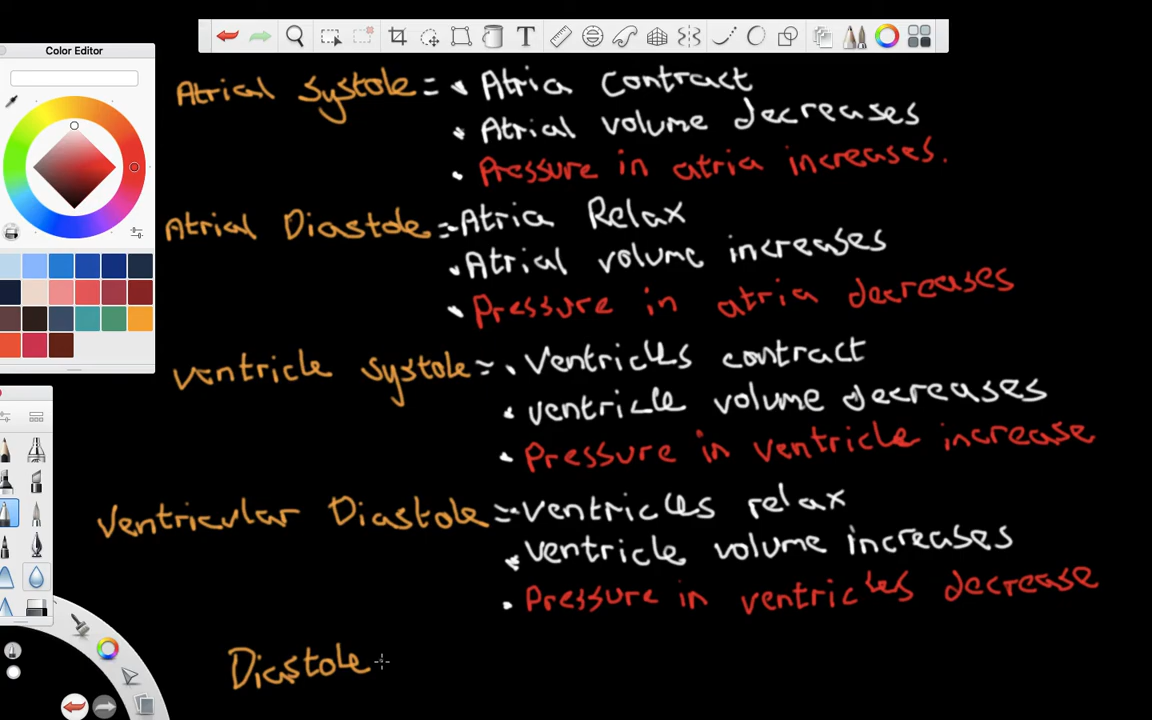 Color Editor
T
Atrial Systole = • Atria Contract
• Atrial volume decreases
• Pressure in atria increases.
Atrial Diastole = • Atria Relax
• Atrial volume increases
• Pressure in atria decreases
Ventricle systole = • Ventricles contract
• ventricle volume decreases
• Pressure in ventricle increase
Ventricular Diastole = • Ventricles relax
• Ventricle volume increases
• Pressure in ventricles decrease
Diastole